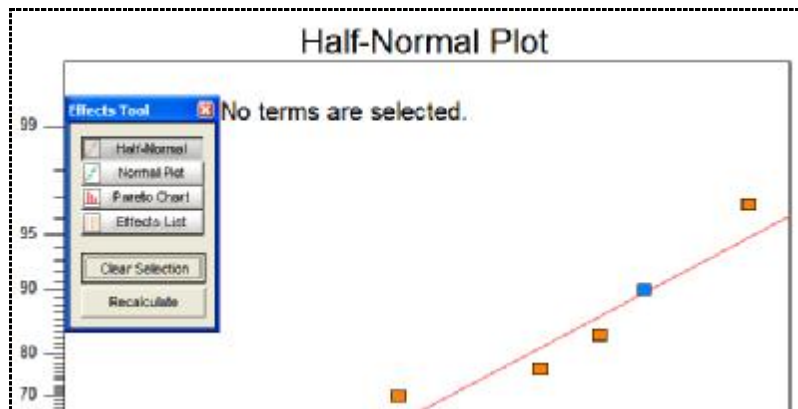 Half-Normal Plot
Effects Tool
No terms are selected.
99
Half-Normal
Normal Plot
Pareto Chart
Effects List
95
Clear Selection
90
Recalculate
80
70